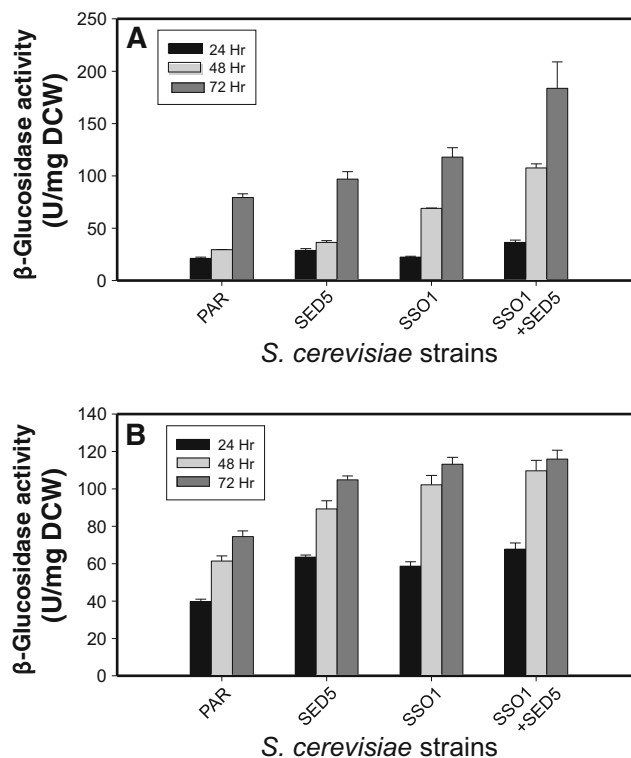 A
24 Hr
48 Hr
72 Hr
250
200
150
100
50
0
β-Glucosidase activity
(U/mg DCW)
PAR
SED5
SSO1
SSO1
+SED5
S. cerevisiae strains
B
24 Hr
48 Hr
72 Hr
140
120
100
80
60
40
20
0
β-Glucosidase activity
(U/mg DCW)
PAR
SED5
SSO1
SSO1
+SED5
S. cerevisiae strains